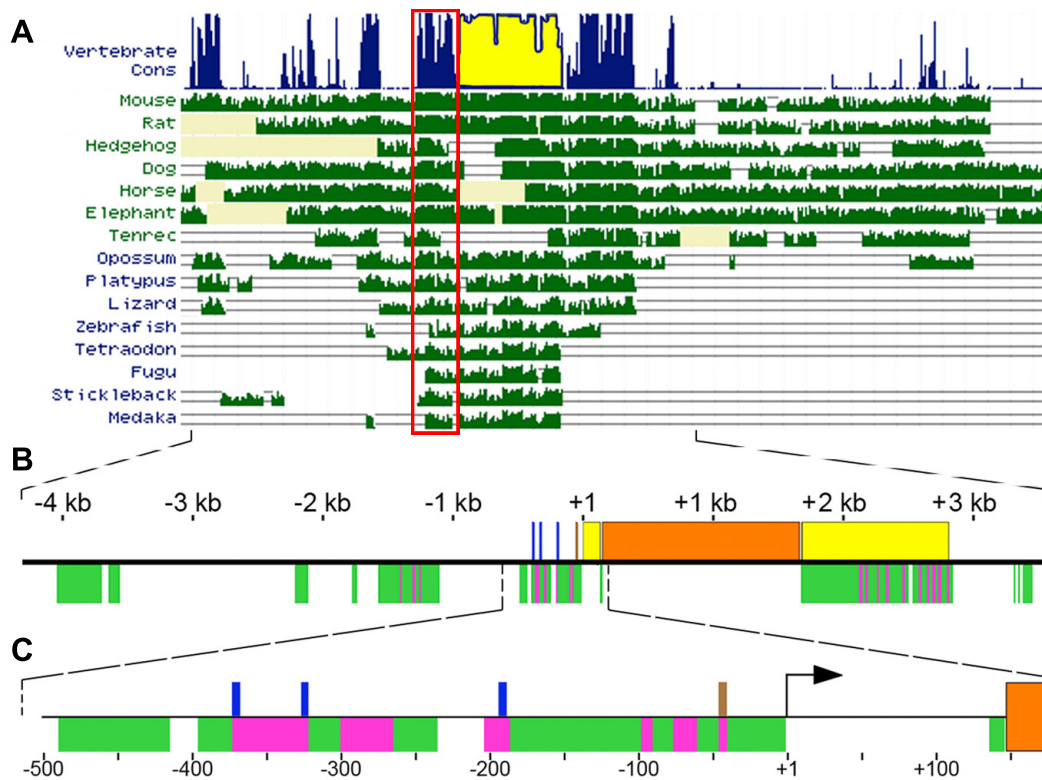 A
Vertebrate
Cons
Mouse
Rat
Hedgehog
Dog
Horse
Elephant
Tenrec
Opossum
Platypus
Lizard
Zebrafish
Tetraodon
Fugu
Stickleback
Medaka
B
-4 kb -3 kb -2 kb -1 kb +1 +1 kb +2 kb +3 kb
C
-500 -400 -300 -200 -100 +1 +100